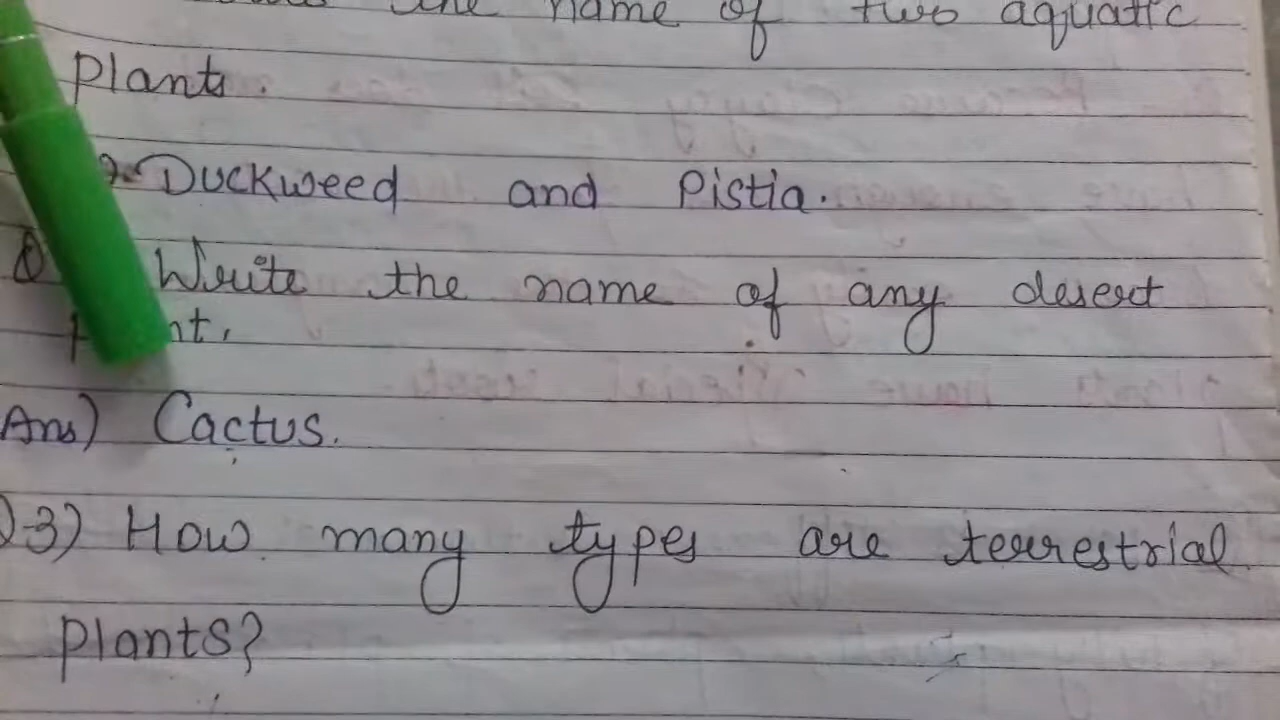 the name of two aquatic
Plants.
Duckweed and Pistia.
Write the name of any desert
nt.
Ans) Cactus.
3) How many types are terrestrial
plants?